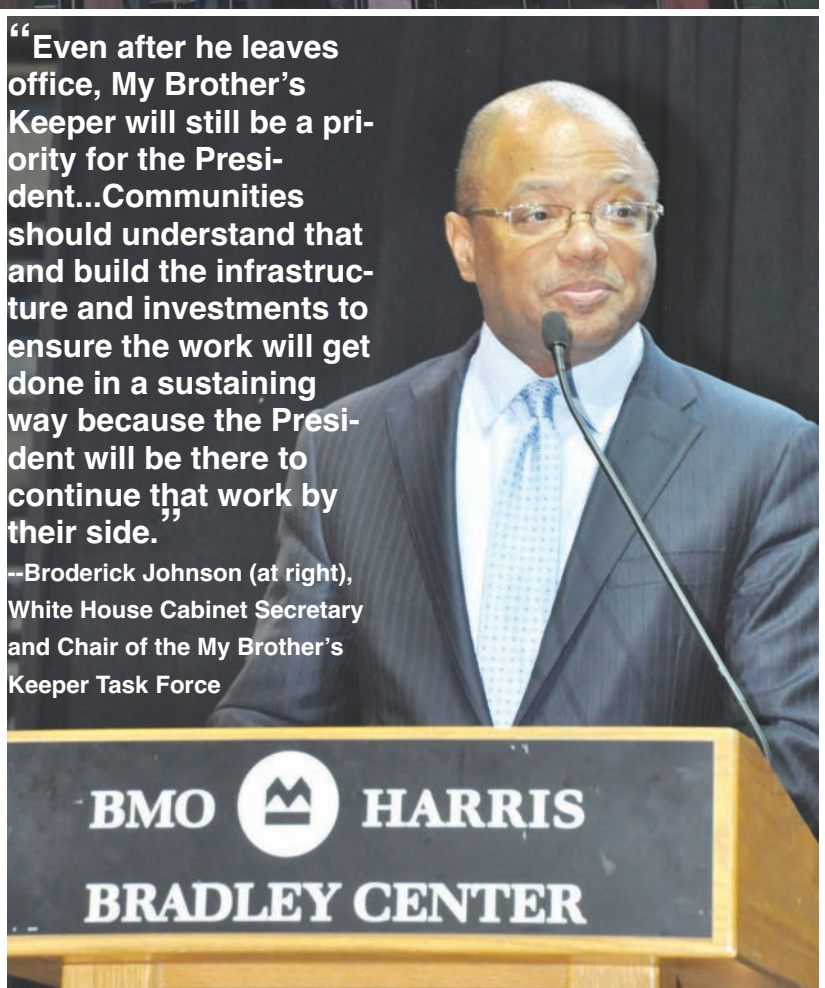 “Even after he leaves
office, My Brother’s
Keeper will still be a pri-
ority for the Presi-
dent...Communities
should understand that
and build the infrastruc-
ture and investments to
ensure the work will get
done in a sustaining
way because the Presi-
dent will be there to
continue that work by
their side.”
--Broderick Johnson (at right),
White House Cabinet Secretary
and Chair of the My Brother’s
Keeper Task Force
BMO HARRIS
BRADLEY CENTER